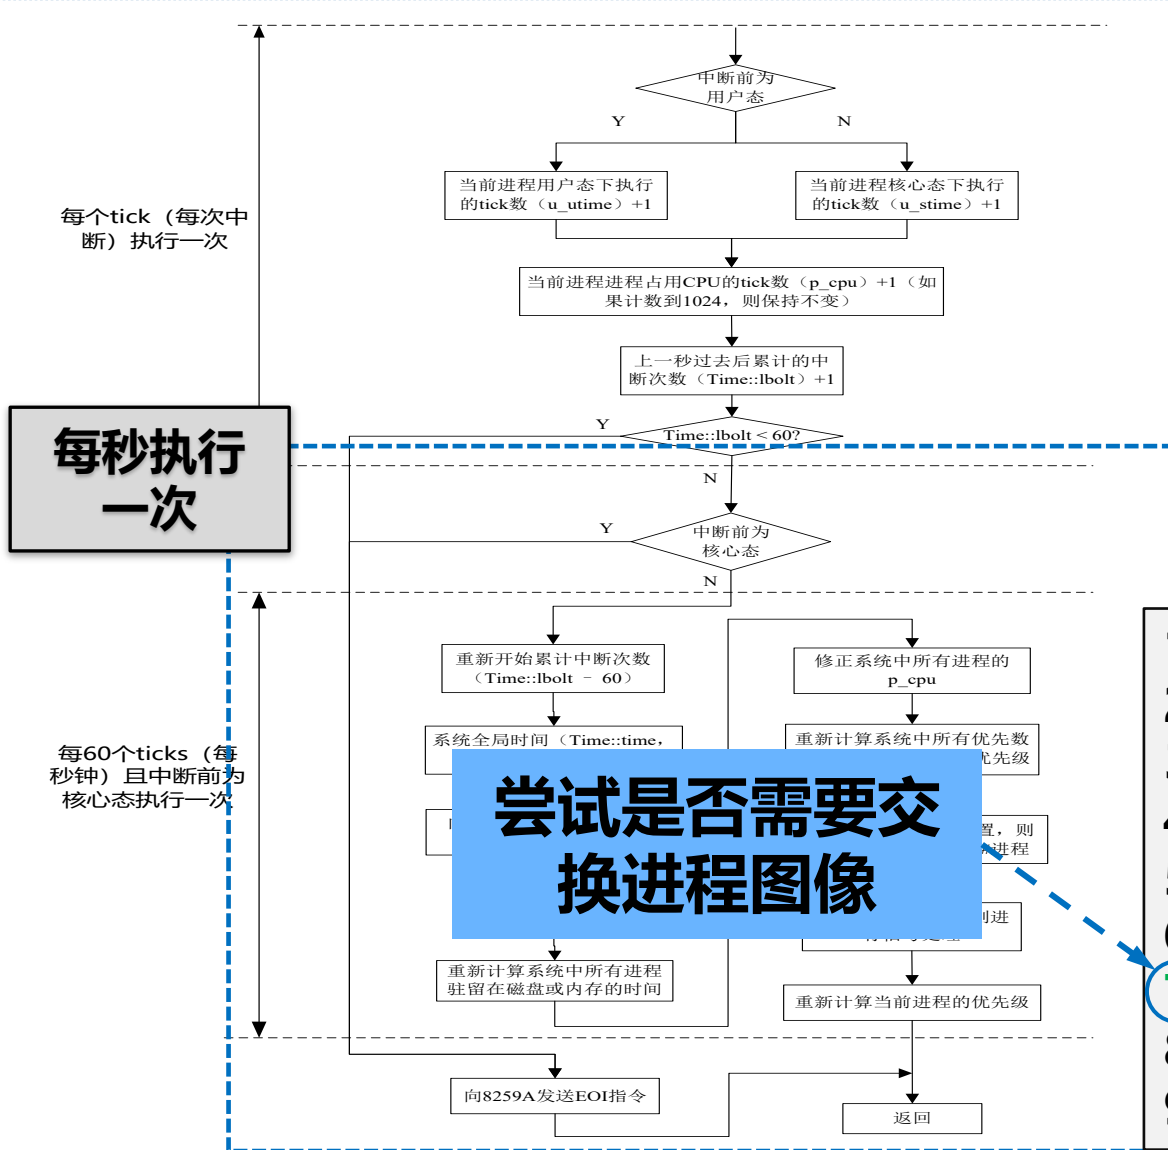 中断前为
用户态
Y
N
当前进程用户态下执行
的tick数（u_utime）+1
当前进程核心态下执行
的tick数（u_stime）+1
每个tick（每次中
断）执行一次
当前进程进程占用CPU的tick数（p_cpu）+1（如
果计数到1024，则保持不变）
上一秒过去后累计的中
断次数（Time::lbolt）+1
Y
Time::lbolt < 60?
每秒执行
一次
N
Y
中断前为
核心态
N
重新开始累计中断次数
（Time::lbolt - 60）
修正系统中所有进程的
p_cpu
系统全局时间（Time::time,
重新计算系统中所有优先数
优先级
每60个ticks（每
秒钟）且中断前为
核心态执行一次
尝试是否需要交
换进程图像
置，则
进程
重新计算系统中所有进程
驻留在磁盘或内存的时间
重新计算当前进程的优先级
向8259A发送EOI指令
返回